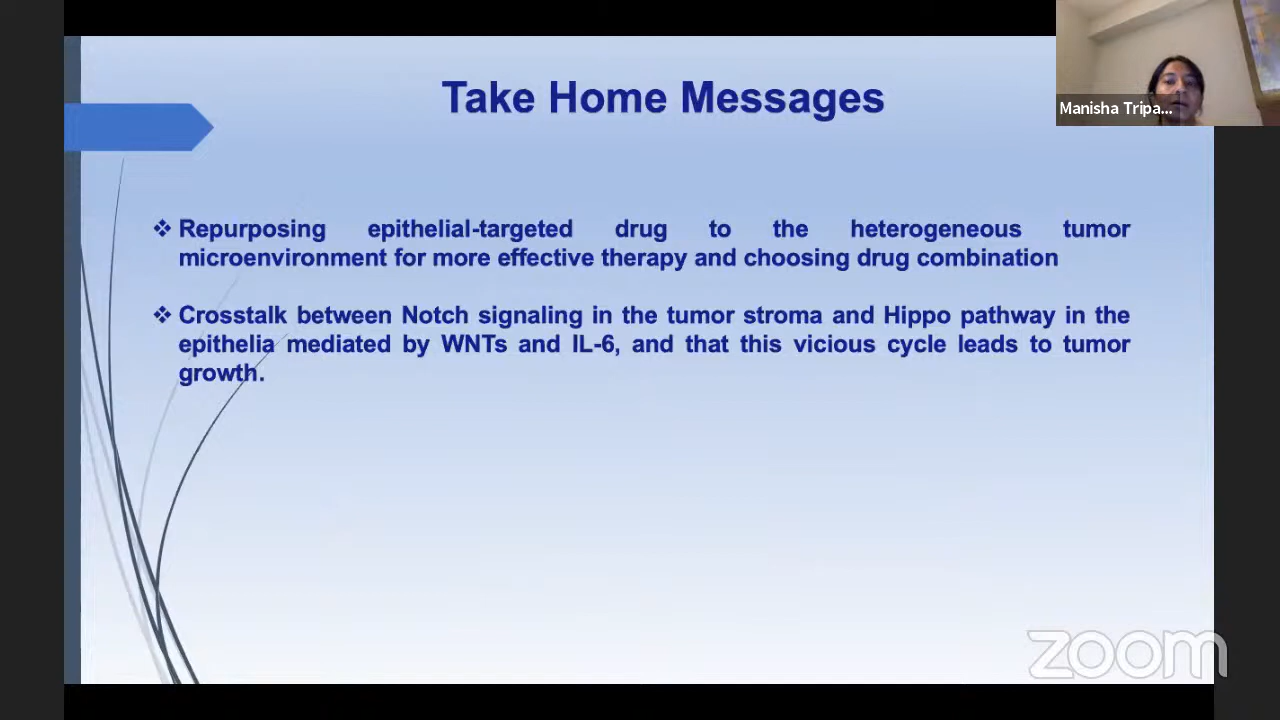 Take Home Messages
Manisha Tripa...
❖ Repurposing epithelial-targeted drug to the heterogeneous tumor
microenvironment for more effective therapy and choosing drug combination
❖ Crosstalk between Notch signaling in the tumor stroma and Hippo pathway in the
epithelia mediated by WNTs and IL-6, and that this vicious cycle leads to tumor
growth.
zoom